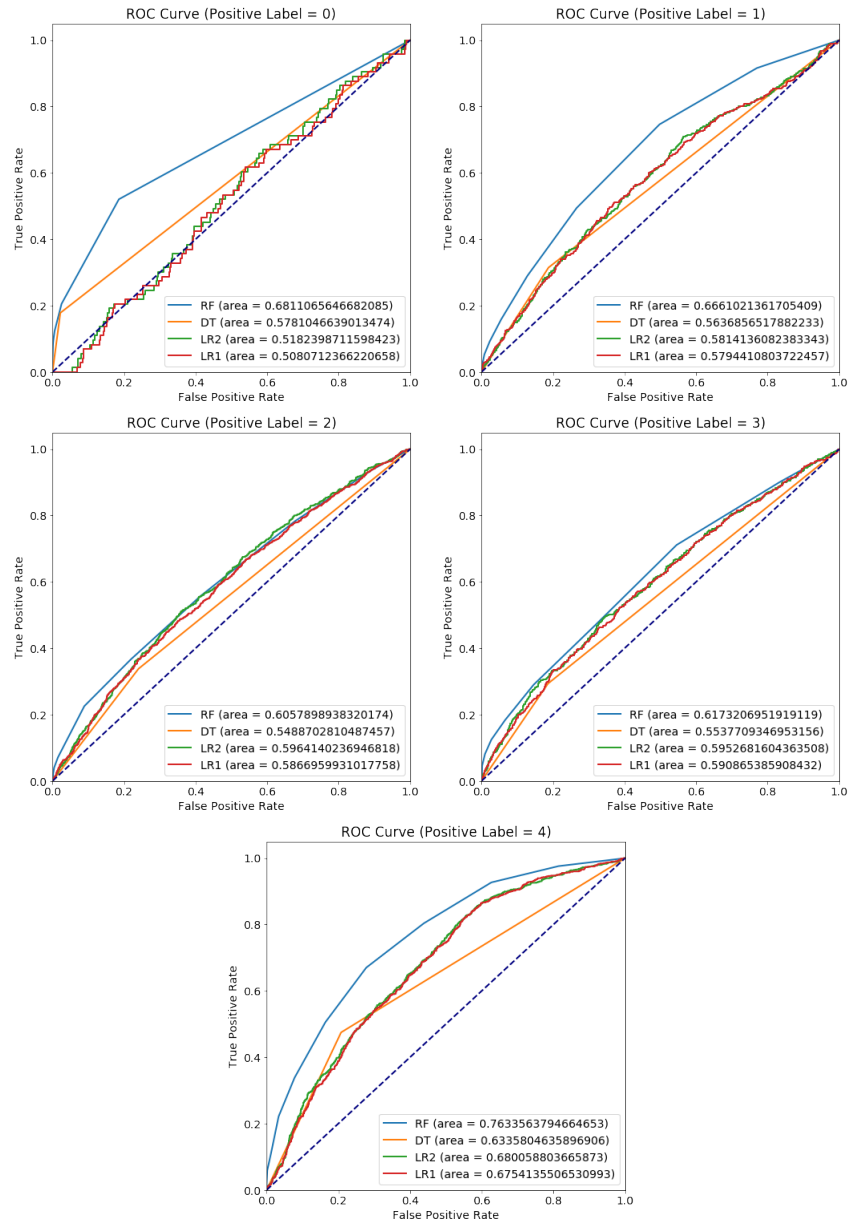 ROC Curve (Positive Label = 0)
True Positive Rate
1.0
0.8
0.6
0.4
0.2
0.0
RF (area = 0.6811065646682085)
DT (area = 0.5781046639013474)
LR2 (area = 0.5182398711598423)
LR1 (area = 0.5080712366220658)
0.2 0.4 0.6 0.8 1.0
False Positive Rate
ROC Curve (Positive Label = 1)
True Positive Rate
1.0
0.8
0.6
0.4
0.2
0.0
RF (area = 0.6661021361705409)
DT (area = 0.5636856517882233)
LR2 (area = 0.5814136082383343)
LR1 (area = 0.5794410803722457)
0.0 0.2 0.4 0.6 0.8 1.0
False Positive Rate
ROC Curve (Positive Label = 2)
True Positive Rate
1.0
0.8
0.6
0.4
0.2
0.0
RF (area = 0.6057898938320174)
DT (area = 0.5488702810487457)
LR2 (area = 0.5964140236946818)
LR1 (area = 0.5866959931017758)
0.2 0.4 0.6 0.8 1.0
False Positive Rate
ROC Curve (Positive Label = 3)
True Positive Rate
1.0
0.8
0.6
0.4
0.2
0.0
RF (area = 0.6173206951919119)
DT (area = 0.5537709346953156)
LR2 (area = 0.5952681604363508)
LR1 (area = 0.590865385908432)
0.0 0.2 0.4 0.6 0.8 1.0
False Positive Rate
ROC Curve (Positive Label = 4)
True Positive Rate
1.0
0.8
0.6
0.4
0.2
0.0
RF (area = 0.7633563794664653)
DT (area = 0.6335804635896906)
LR2 (area = 0.680058803665873)
LR1 (area = 0.6754135506530993)
0.0 0.2 0.4 0.6 0.8 1.0
False Positive Rate